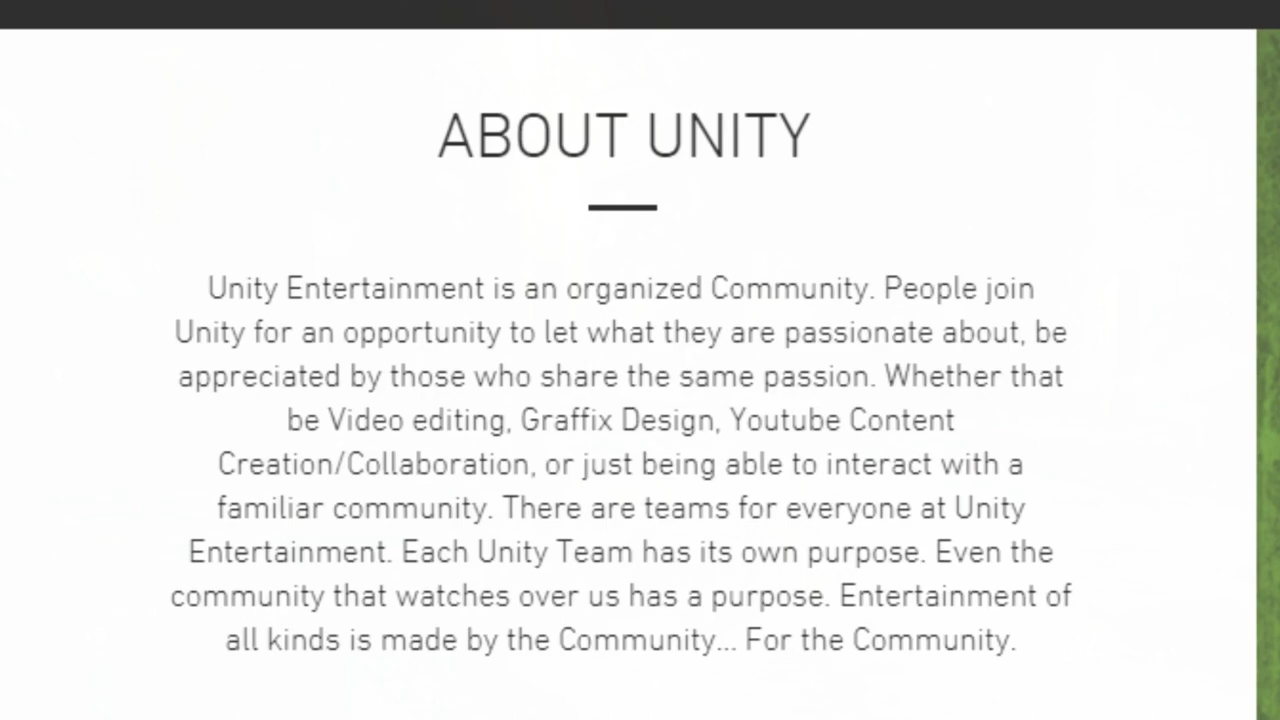 ABOUT UNITY
Unity Entertainment is an organized Community. People join
Unity for an opportunity to let what they are passionate about, be
appreciated by those who share the same passion. Whether that
be Video editing, Graffix Design, Youtube Content
Creation/Collaboration, or just being able to interact with a
familiar community. There are teams for everyone at Unity
Entertainment. Each Unity Team has its own purpose. Even the
community that watches over us has a purpose. Entertainment of
all kinds is made by the Community... For the Community.